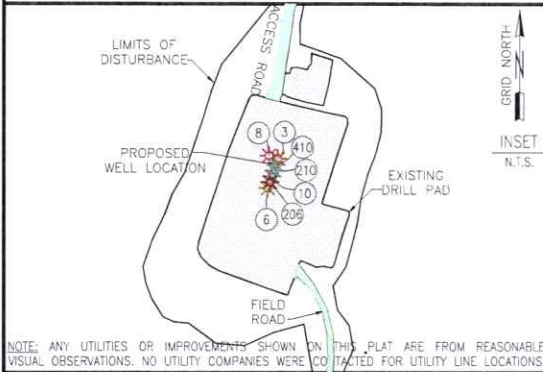 LIMITS OF
DISTURBANCE
ACCESS ROAD
GRID NORTH
N
INSET
N.T.S.
8
3
410
PROPOSED
WELL LOCATION
210
10
EXISTING
DRILL PAD
6
206
FIELD
ROAD
NOTE: ANY UTILITIES OR IMPROVEMENTS SHOWN ON THIS PLAT ARE FROM REASONABLE
VISUAL OBSERVATIONS. NO UTILITY COMPANIES WERE CONTACTED FOR UTILITY LINE LOCATIONS